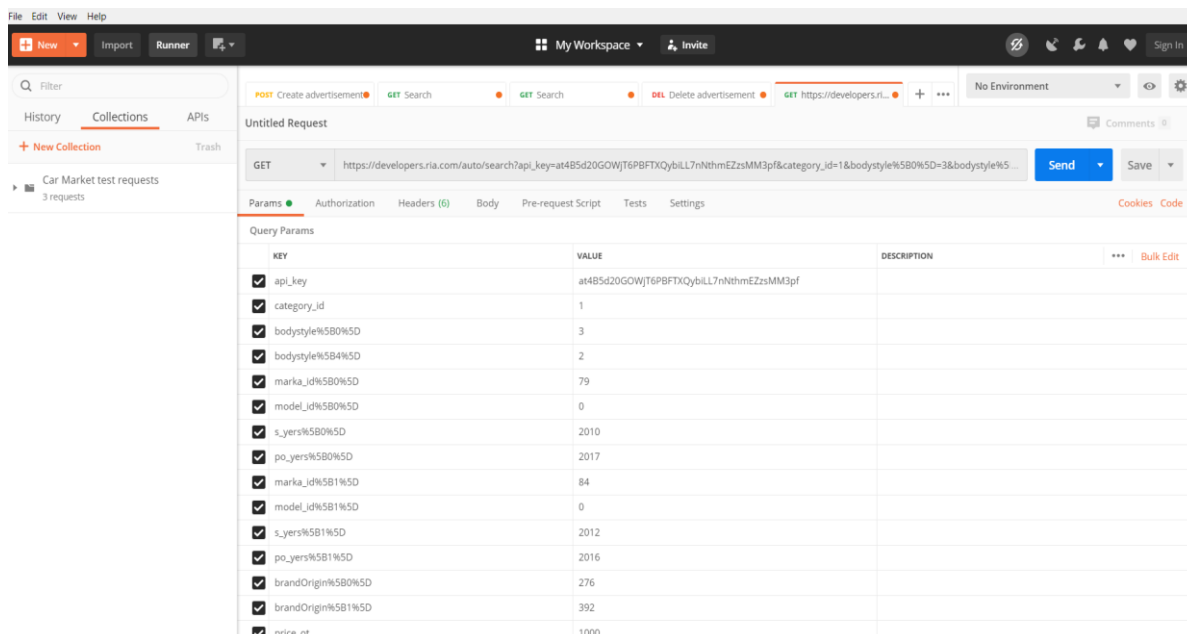 File Edit View Help
New Import Runner My Workspace Invite Sign In
Filter
History Collections APIs
+ New Collection Trash
Car Market test requests
3 requests
POST Create advertisement GET Search GET Search DEL Delete advertisement GET https://developers.ri... + ••• No Environment
Untitled Request Comments 0
GET https://developers.ria.com/auto/search?api_key=at4B5d20GOWjT6PBFTXQybiLL7nNthmEZzsMM3pf&category_id=1&bodystyle%5B0%5D=3&bodystyle%5... Send Save
Params Authorization Headers (6) Body Pre-request Script Tests Settings Cookies Code
Query Params
KEY VALUE DESCRIPTION ••• Bulk Edit
api_key at4B5d20GOWjT6PBFTXQybiLL7nNthmEZzsMM3pf
category_id 1
bodystyle%5B0%5D 3
bodystyle%5B4%5D 2
marka_id%5B0%5D 79
model_id%5B0%5D 0
s_yers%5B0%5D 2010
po_yers%5B0%5D 2017
marka_id%5B1%5D 84
model_id%5B1%5D 0
s_yers%5B1%5D 2012
po_yers%5B1%5D 2016
brandOrigin%5B0%5D 276
brandOrigin%5B1%5D 392
price_ot 1000